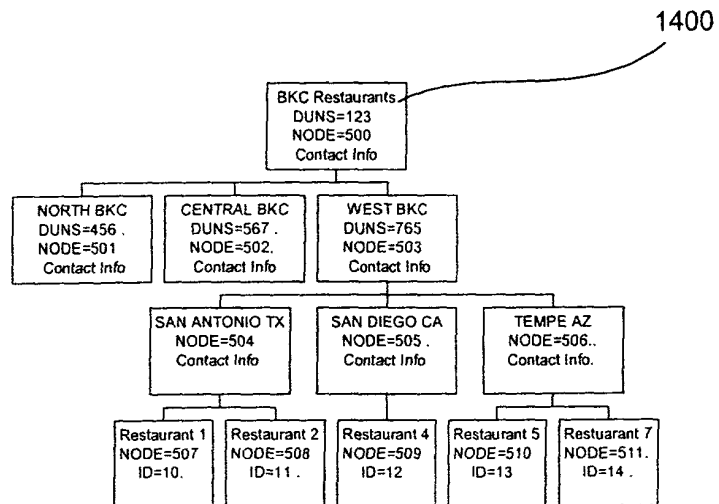 1400
BKC Restaurants
DUNS=123
NODE=500
Contact Info
NORTH BKC
DUNS=456 .
NODE=501
Contact Info
CENTRAL BKC
DUNS=567 .
NODE=502.
Contact Info
WEST BKC
DUNS=765
NODE=503
Contact Info
SAN ANTONIO TX
NODE=504
Contact Info
SAN DIEGO CA
NODE=505 .
Contact Info
TEMPE AZ
NODE=506..
Contact Info.
Restaurant 1
NODE=507
ID=10.
Restaurant 2
NODE=508
ID=11 .
Restaurant 4
NODE=509
ID=12
Restaurant 5
NODE=510
ID=13
Restuarant 7
NODE=511.
ID=14 .